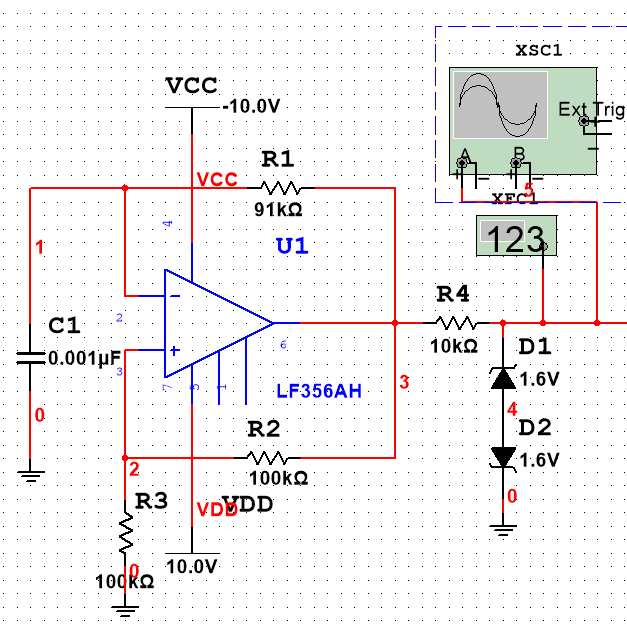 XSC1
VCC
-10.0V
Ext Trig
+
R1
A
B
-
VCC
+
-
+
-
5
91kΩ
XFC1
4
U1
123
1
-
R4
C1
2
6
10kΩ
D1
0.001µF
+
3
7
5
1
LF356AH
3
1.6V
0
4
R2
D2
2
100kΩ
1.6V
R3
VDD
VDD
0
10.0V
0
100kΩ